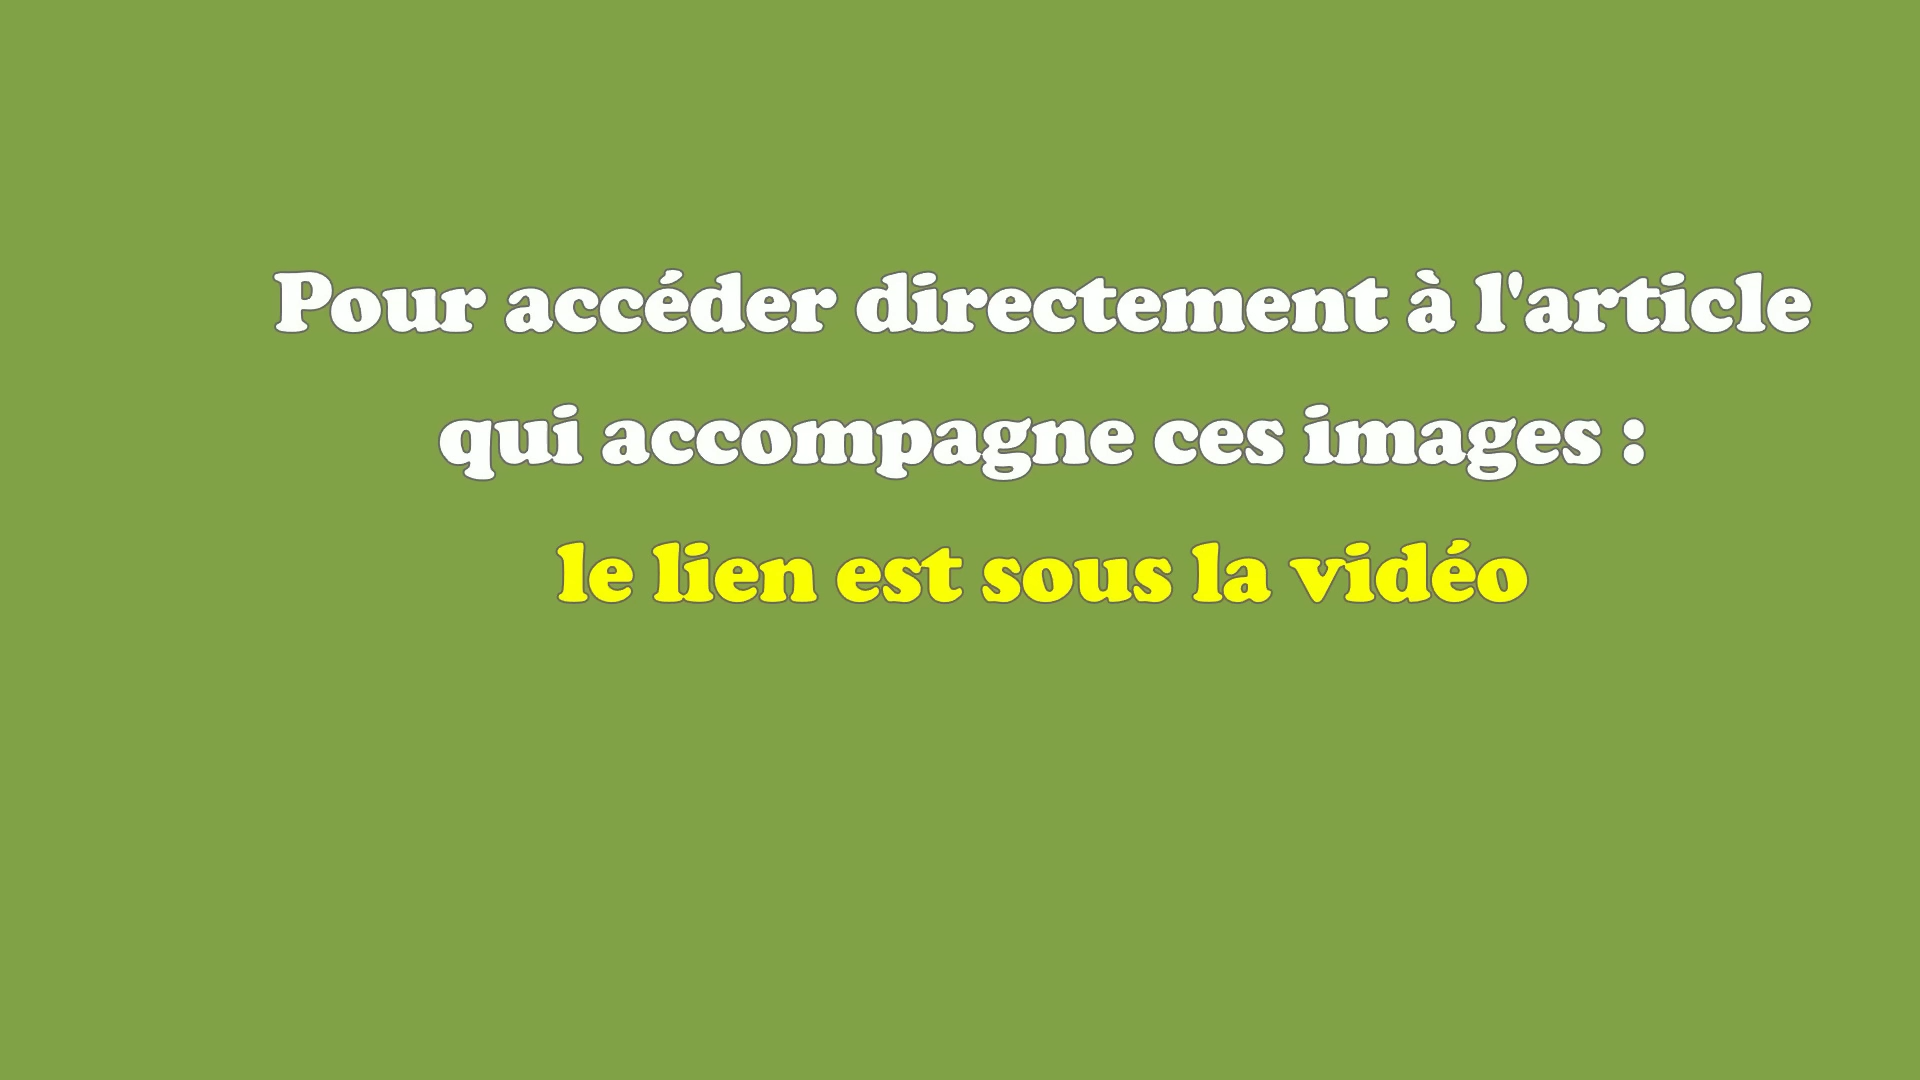 Pour accéder directement à l'article
qui accompagne ces images :
le lien est sous la vidéo